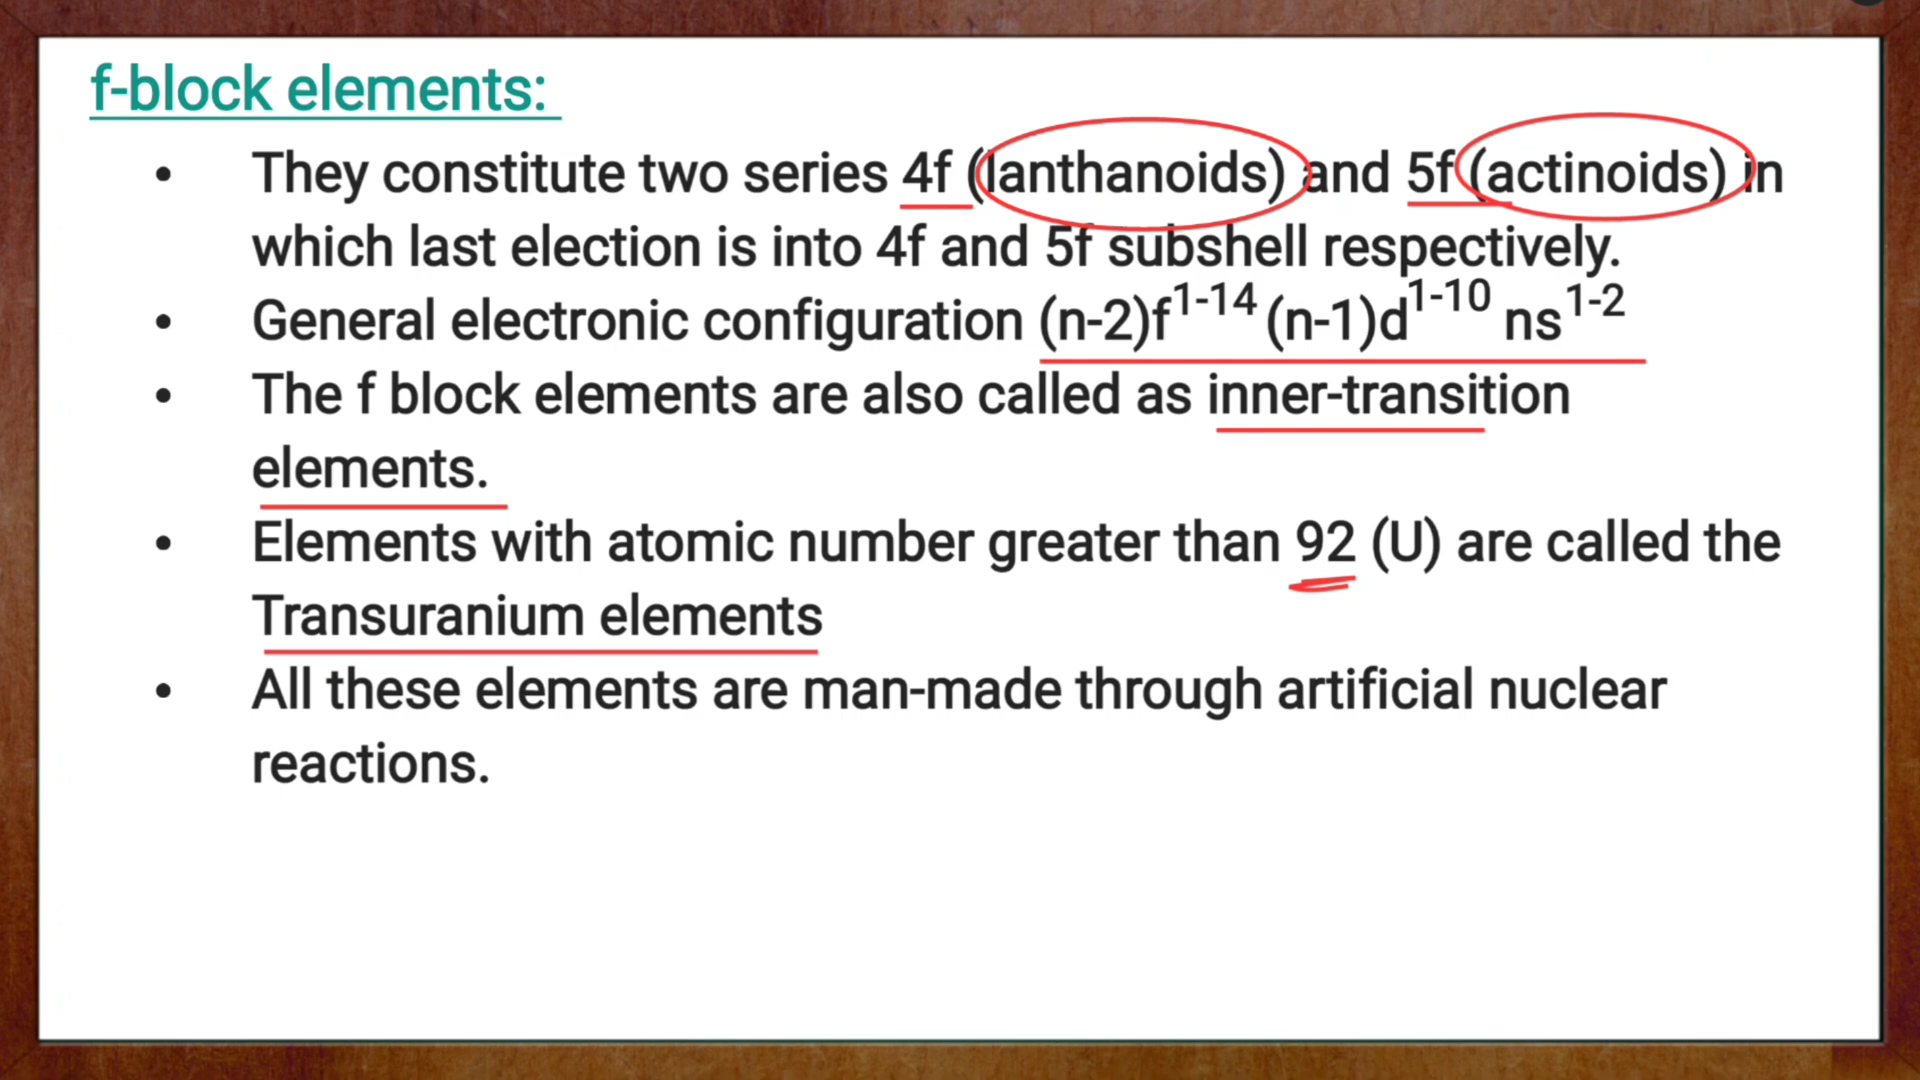 f-block elements:
• They constitute two series 4f (lanthanoids) and 5f (actinoids) in
which last election is into 4f and 5f subshell respectively.
• General electronic configuration (n-2)f¹⁻¹⁴ (n-1)d¹⁻¹⁰ ns¹⁻²
• The f block elements are also called as inner-transition
elements.
• Elements with atomic number greater than 92 (U) are called the
Transuranium elements
• All these elements are man-made through artificial nuclear
reactions.